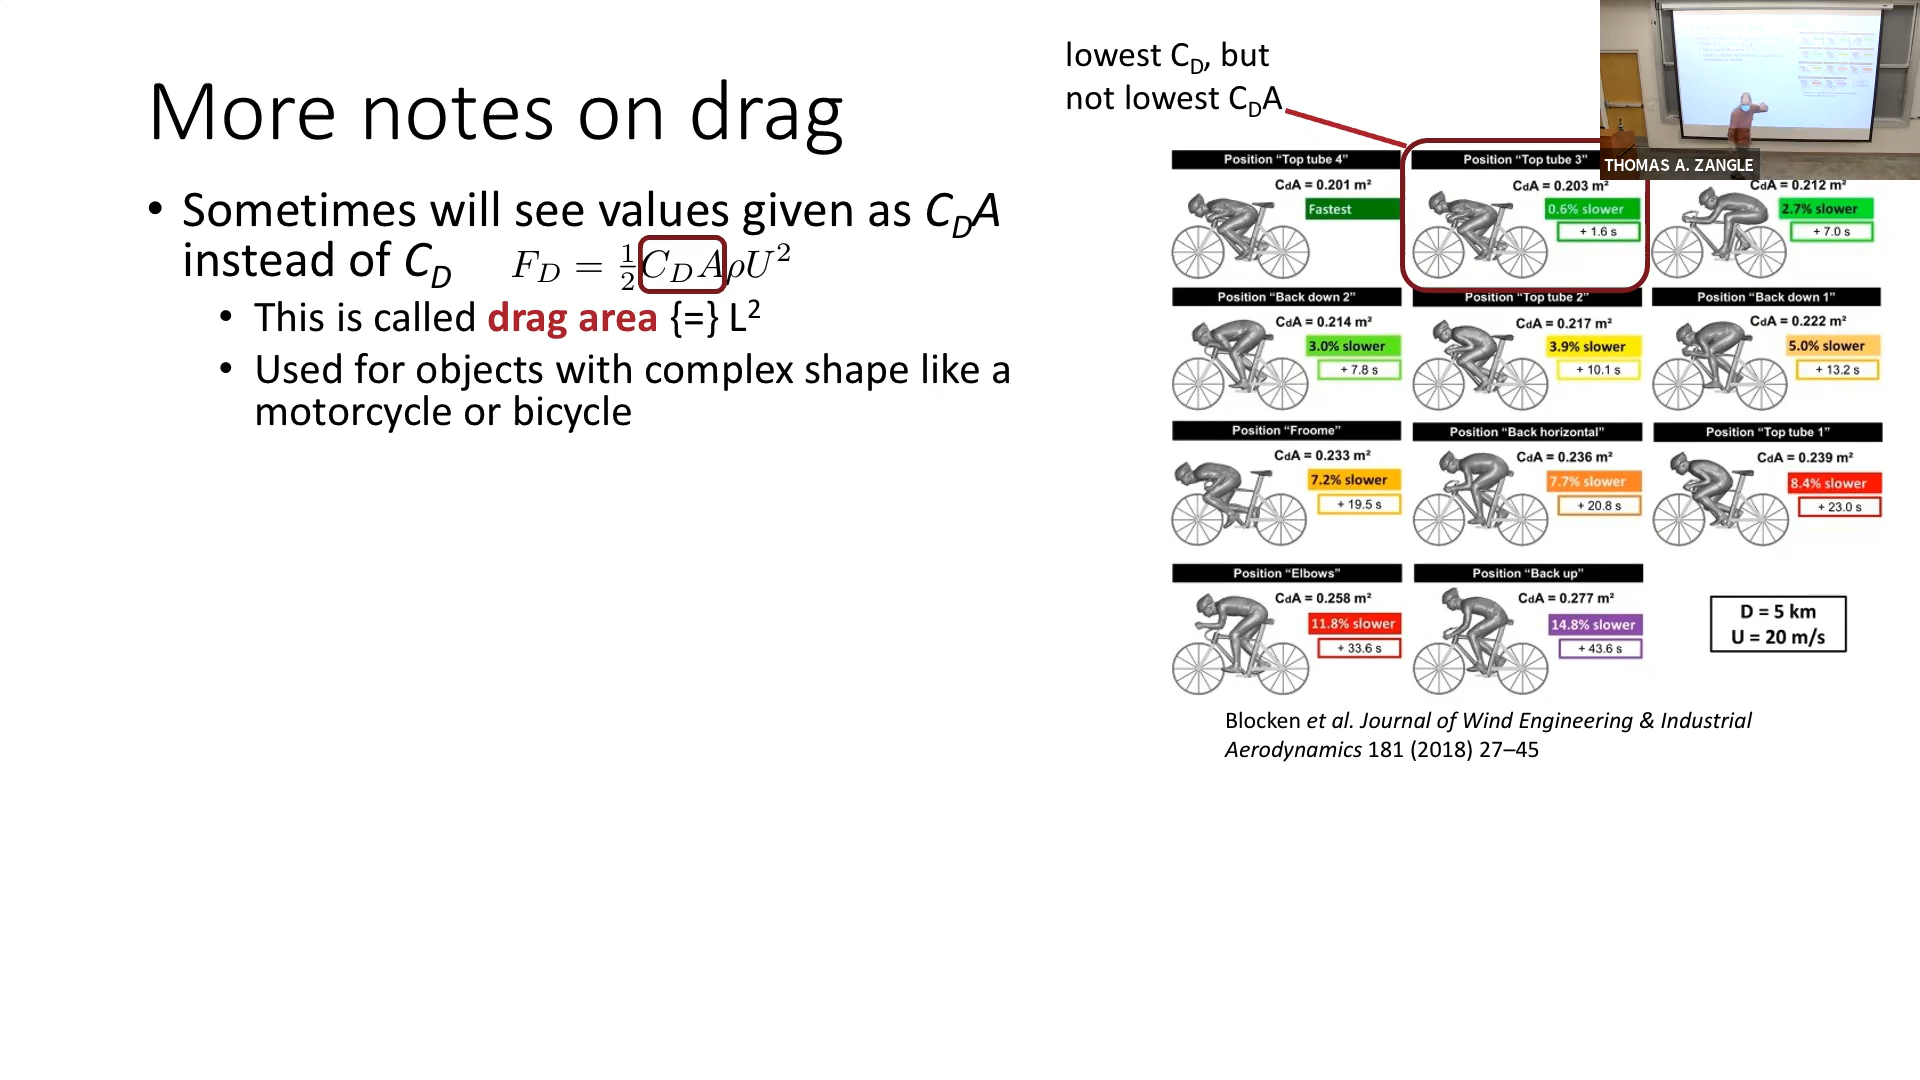 More notes on drag
• Sometimes will see values given as C_DA
instead of C_D F_D = ½C_DAρU²
• This is called drag area {=} L²
• Used for objects with complex shape like a
motorcycle or bicycle
lowest C_D, but
not lowest C_DA
THOMAS A. ZANGLE
Position “Top tube 4”
CdA = 0.201 m²
Fastest
Position “Top tube 3”
CdA = 0.203 m²
0.6% slower
+ 1.6 s
CdA = 0.212 m²
2.7% slower
+ 7.0 s
Position “Back down 2”
CdA = 0.214 m²
3.0% slower
+ 7.8 s
Position “Top tube 2”
CdA = 0.217 m²
3.9% slower
+ 10.1 s
Position “Back down 1”
CdA = 0.222 m²
5.0% slower
+ 13.2 s
Position “Froome”
CdA = 0.233 m²
7.2% slower
+ 19.5 s
Position “Back horizontal”
CdA = 0.236 m²
7.7% slower
+ 20.8 s
Position “Top tube 1”
CdA = 0.239 m²
8.4% slower
+ 23.0 s
Position “Elbows”
CdA = 0.258 m²
11.8% slower
+ 33.6 s
Position “Back up”
CdA = 0.277 m²
14.8% slower
+ 43.6 s
D = 5 km
U = 20 m/s
Blocken et al. Journal of Wind Engineering & Industrial
Aerodynamics 181 (2018) 27–45